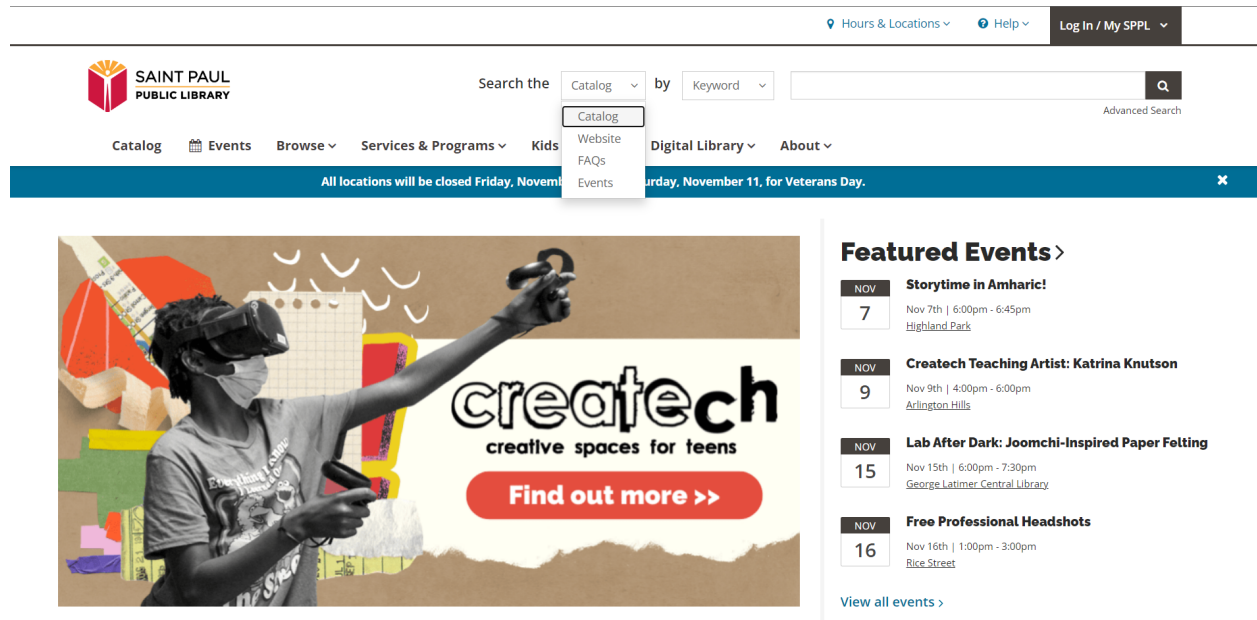 Hours & Locations
Help
Log In / My SPPL
SAINT PAUL
PUBLIC LIBRARY
Search the Catalog by Keyword
Advanced Search
Catalog
Website
FAQs
Events
Catalog Events Browse Services & Programs Kids Digital Library About
All locations will be closed Friday, urday, November 11, for Veterans Day.
createch
creative spaces for teens
Find out more >>
Featured Events >
NOV
7
Storytime in Amharic!
Nov 7th | 6:00pm - 6:45pm
Highland Park
NOV
9
Createch Teaching Artist: Katrina Knutson
Nov 9th | 4:00pm - 6:00pm
Arlington Hills
NOV
15
Lab After Dark: Joomchi-Inspired Paper Felting
Nov 15th | 6:00pm - 7:30pm
George Latimer Central Library
NOV
16
Free Professional Headshots
Nov 16th | 1:00pm - 3:00pm
Rice Street
View all events >